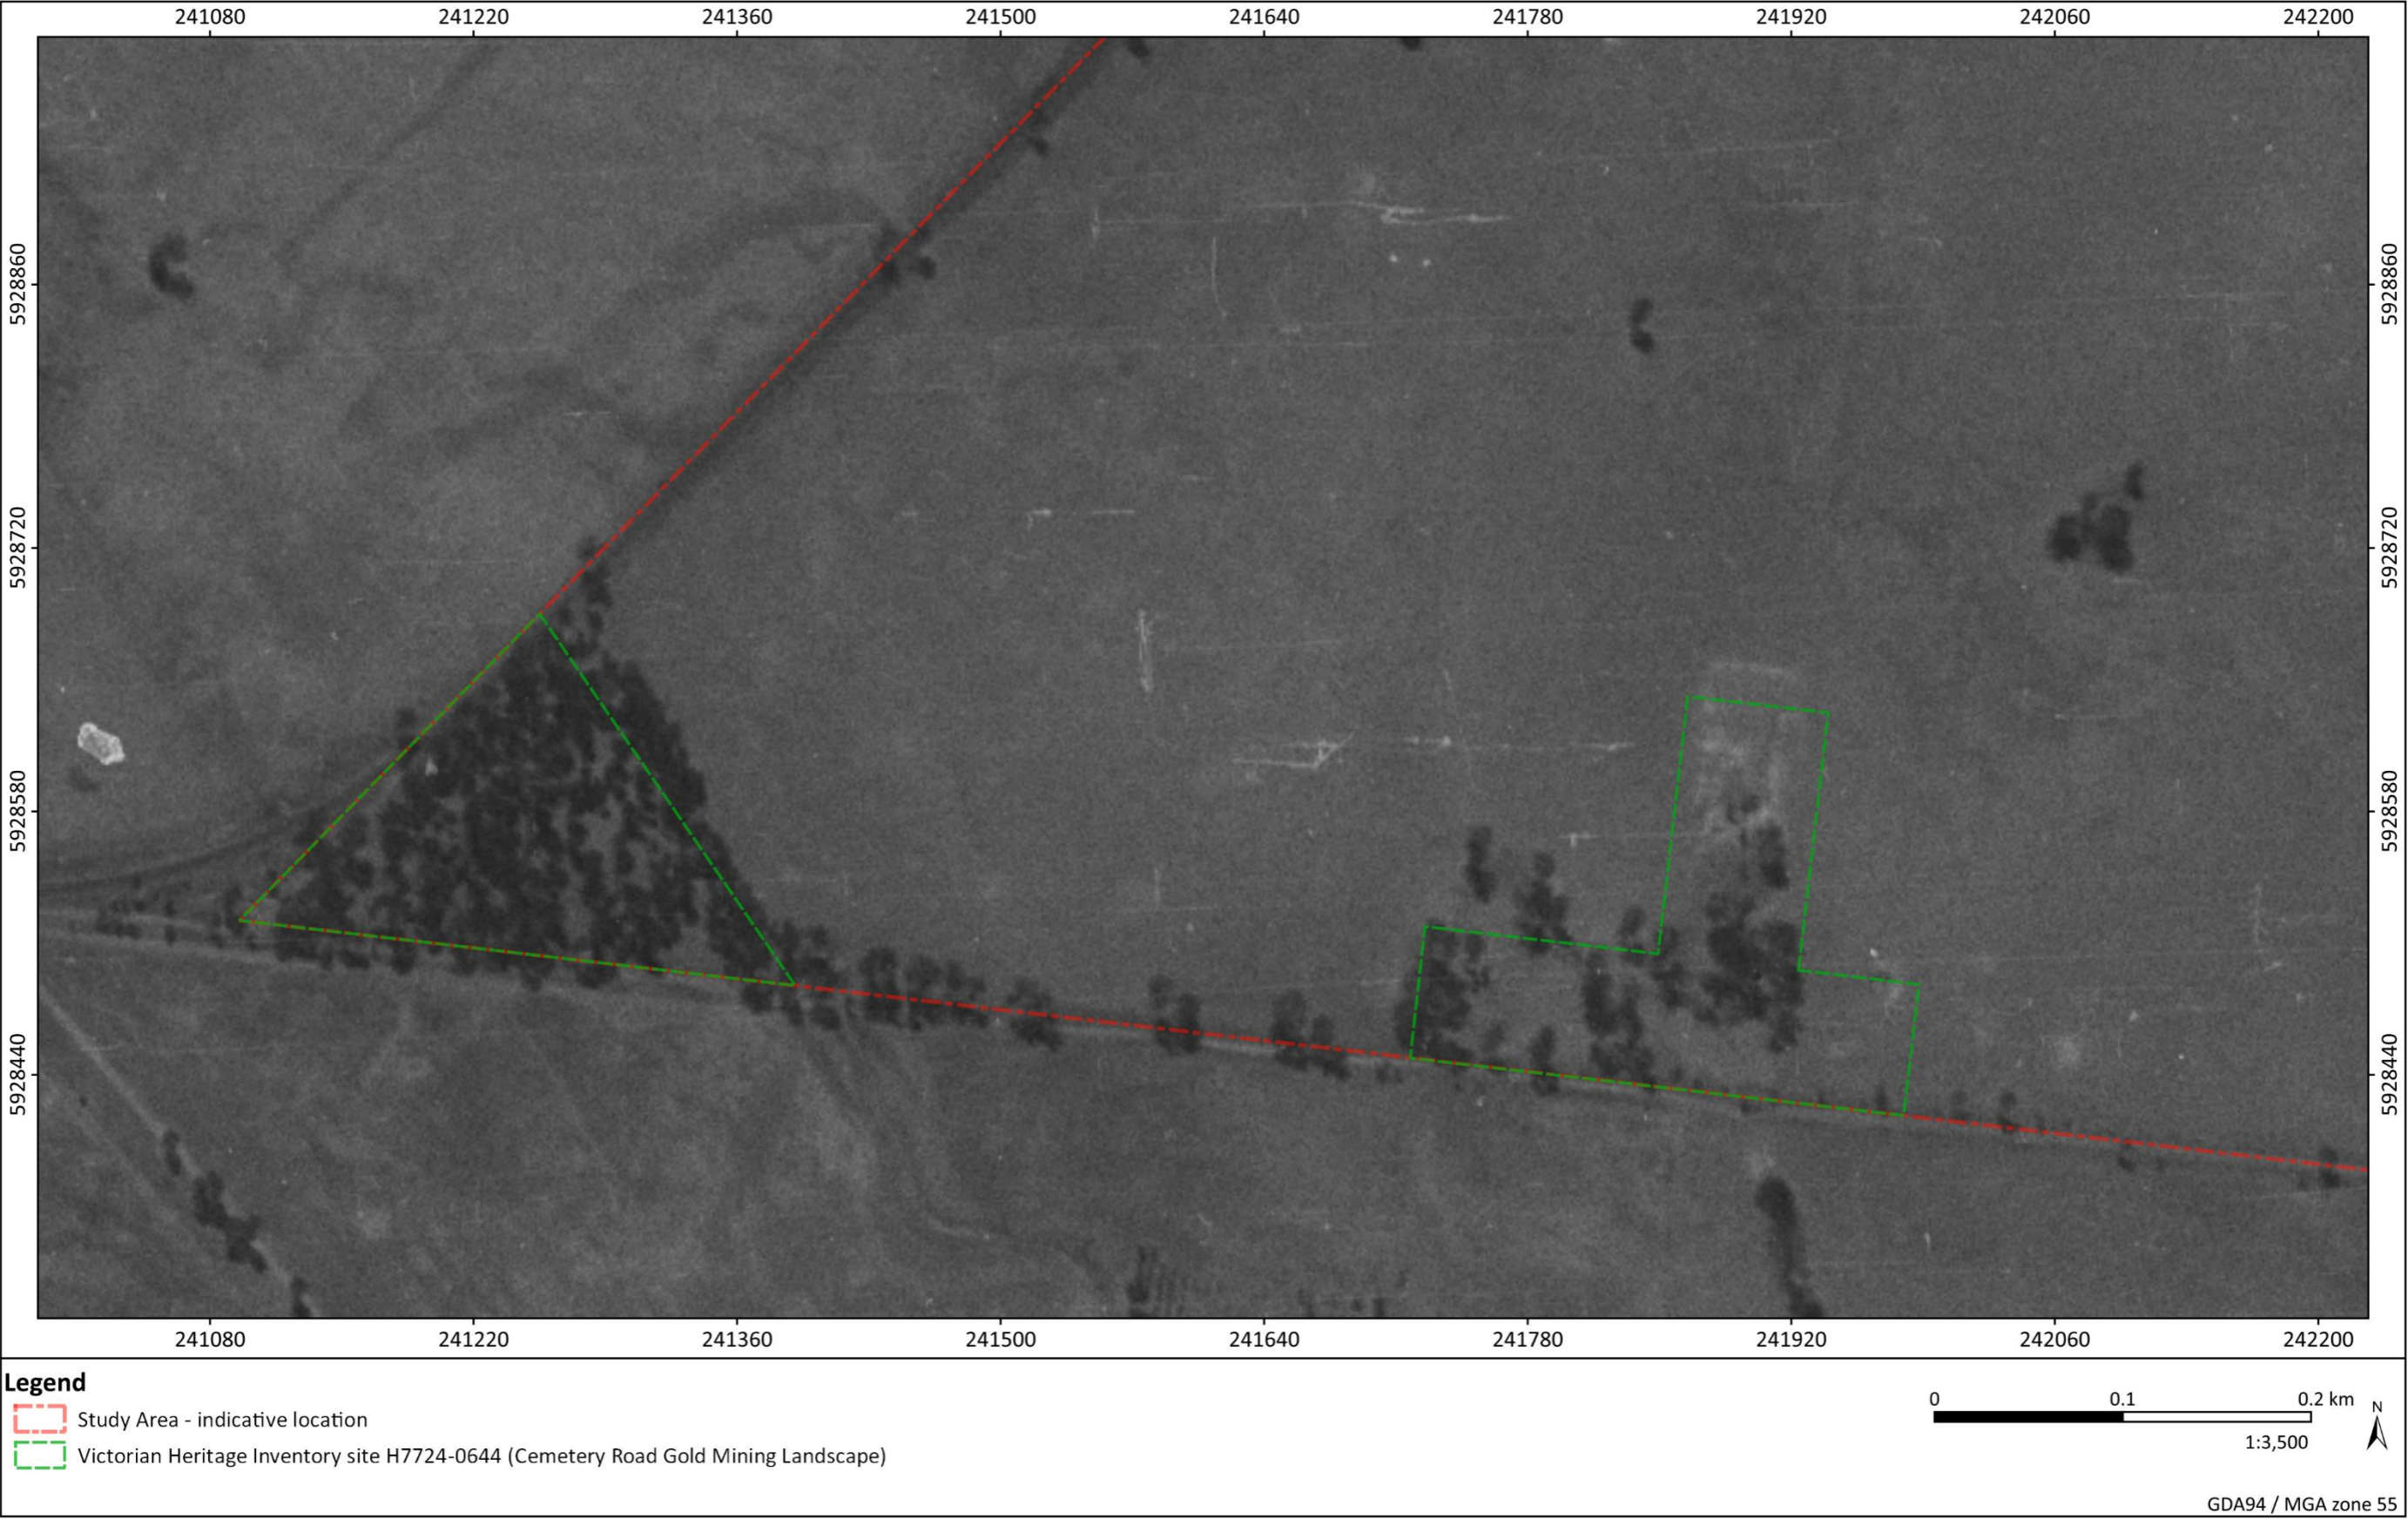 241080 241220 241360 241500 241640 241780 241920 242060 242200
5928860 5928860
5928720 5928720
5928580 5928580
5928440 5928440
241080 241220 241360 241500 241640 241780 241920 242060 242200
Legend
Study Area - indicative location
Victorian Heritage Inventory site H7724-0644 (Cemetery Road Gold Mining Landscape)
0 0.1 0.2 km
N
1:3,500
GDA94 / MGA zone 55